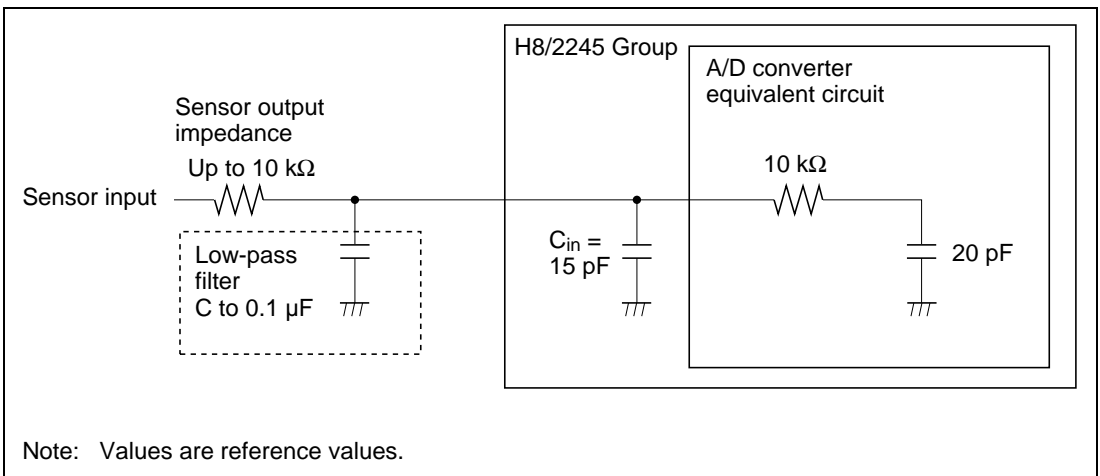 H8/2245 Group
A/D converter
equivalent circuit
Sensor output
impedance
Up to 10 kΩ
10 kΩ
Sensor input
Low-pass
filter
C to 0.1 µF
Cin =
15 pF
20 pF
Note: Values are reference values.